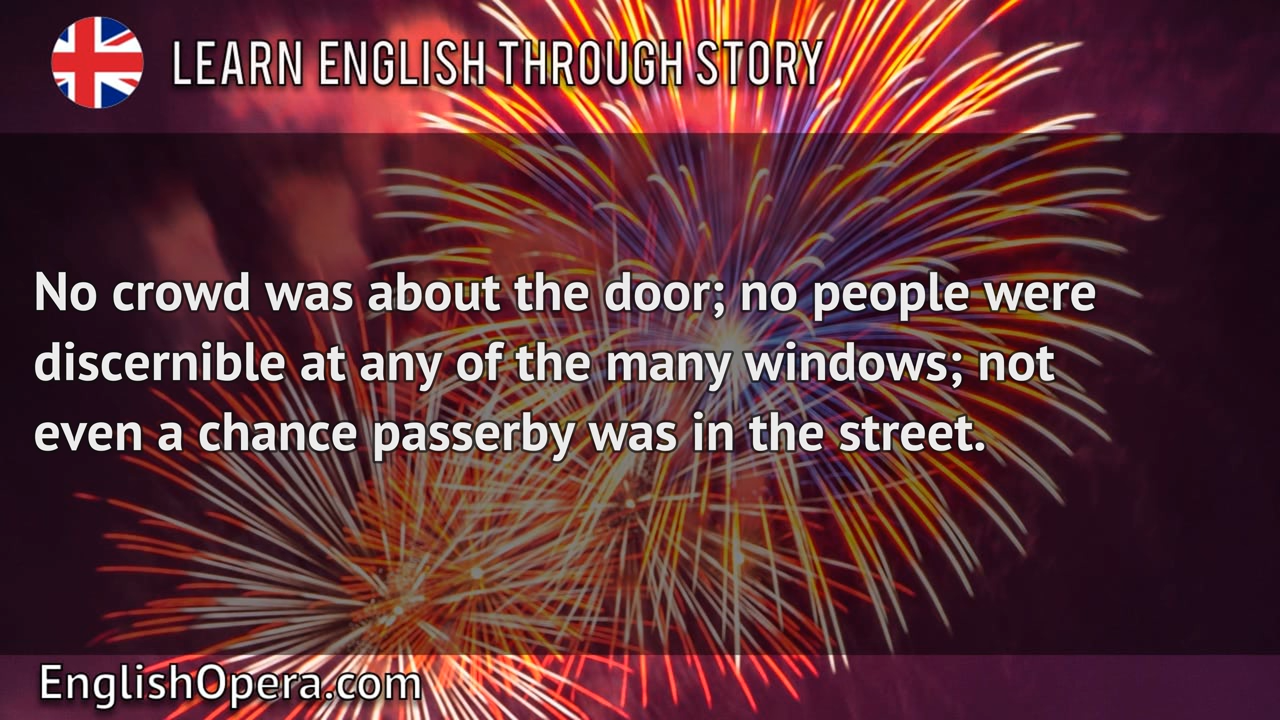 LEARN ENGLISH THROUGH STORY
No crowd was about the door; no people were
discernible at any of the many windows; not
even a chance passerby was in the street.
EnglishOpera.com